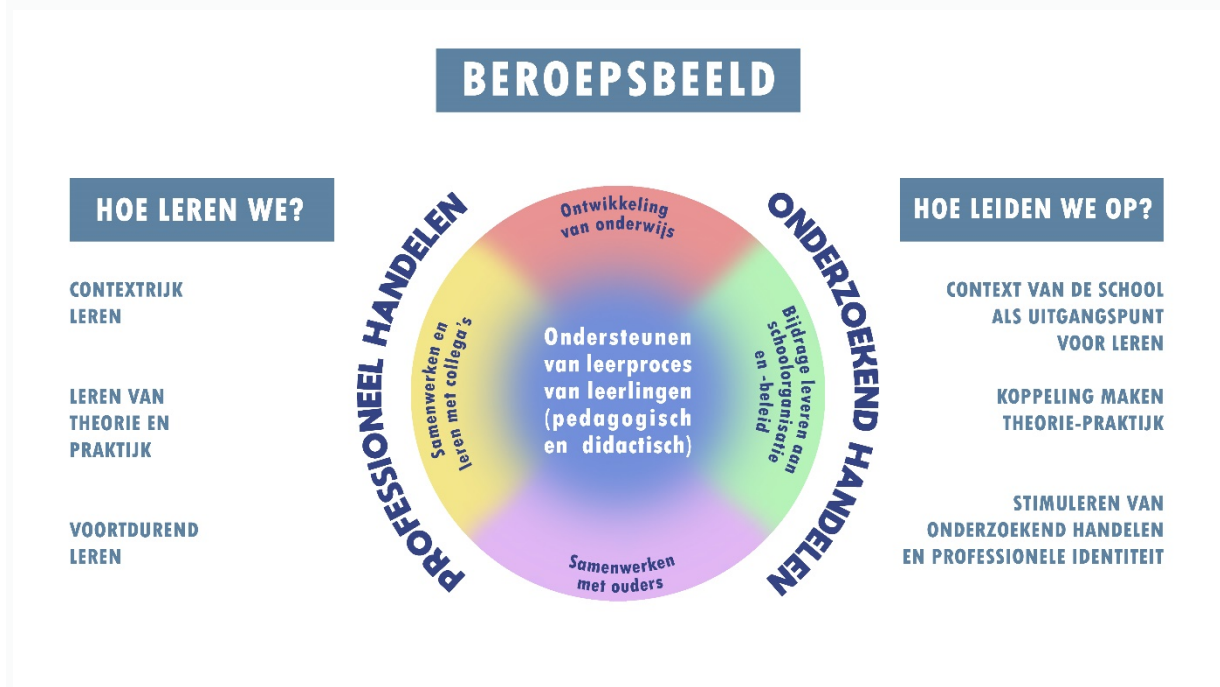 BEROEPSBEELD
HOE LEREN WE?
CONTEXTRIJK
LEREN
LEREN VAN
THEORIE EN
PRAKTIJK
VOORTDUREND
LEREN
PROFESSIONEEL HANDELEN
Ontwikkeling
van onderwijs
Samenwerken en
leren met collega's
Ondersteunen
van leerproces
van leerlingen
(pedagogisch
en didactisch)
Bijdrage leveren aan
schoolorganisatie
en -beleid
Samenwerken
met ouders
ONDERZOEKEND HANDELEN
HOE LEIDEN WE OP?
CONTEXT VAN DE SCHOOL
ALS UITGANGSPUNT
VOOR LEREN
KOPPELING MAKEN
THEORIE-PRAKTIJK
STIMULEREN VAN
ONDERZOEKEND HANDELEN
EN PROFESSIONELE IDENTITEIT